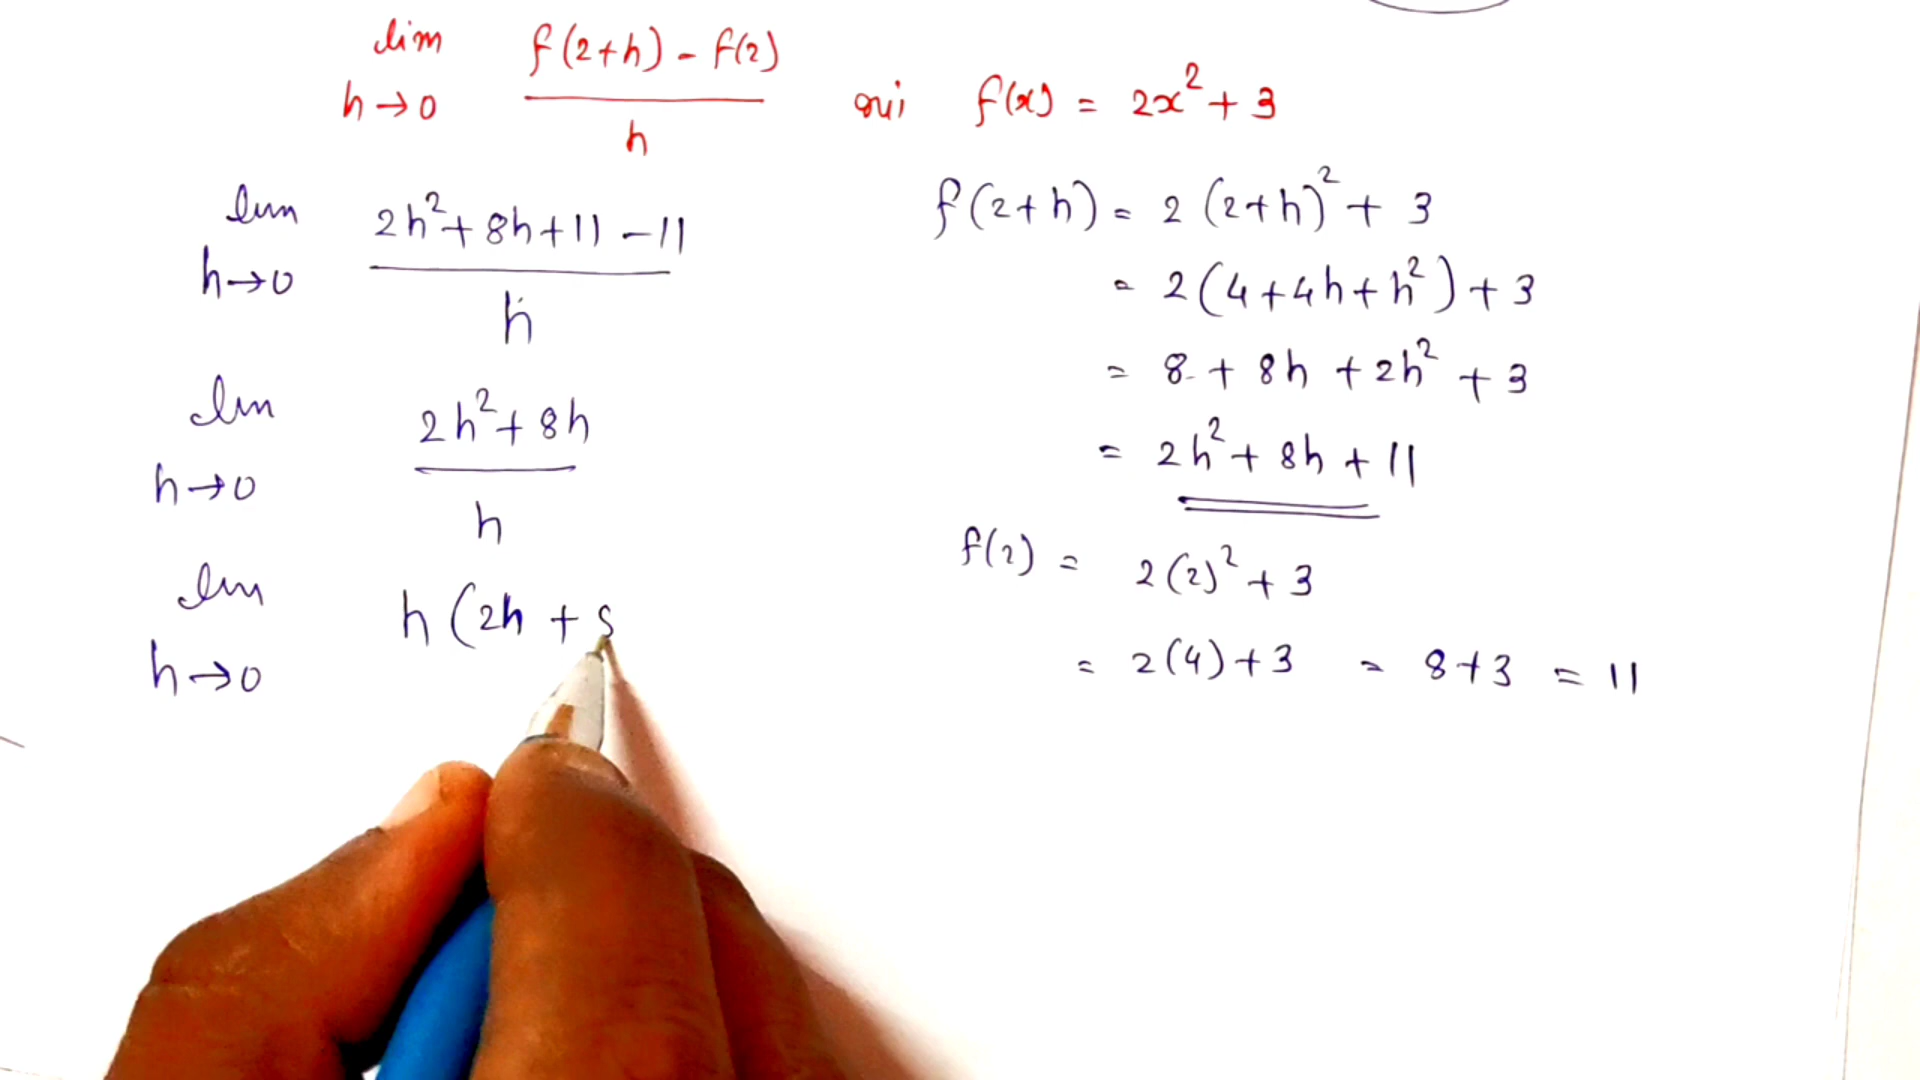 lim h→0 f(2+h) - f(2) / h f(x) = 2x² + 3
lim h→0 2h² + 8h + 11 - 11 / h
lim h→0 2h² + 8h / h
lim h→0 h(2h +
f(2+h) = 2(2+h)² + 3
= 2(4+4h+h²) + 3
= 8 + 8h + 2h² + 3
= 2h² + 8h + 11
f(2) = 2(2)² + 3
= 2(4)+3 = 8+3 = 11